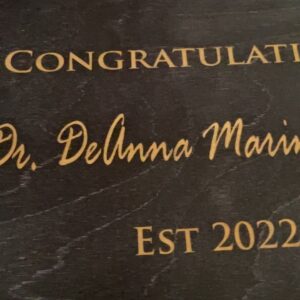 CONGRATULATI
Dr. DeAnna Marin
EST 2022